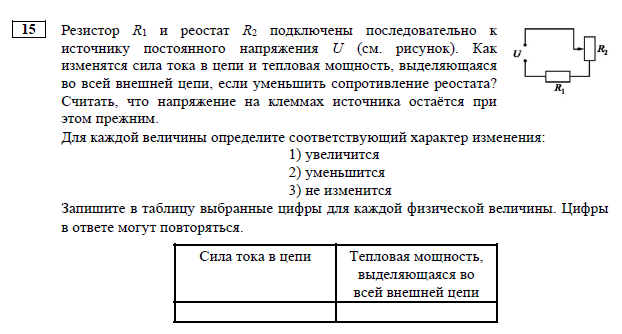 15
Резистор R1 и реостат R2 подключены последовательно к
источнику постоянного напряжения U (см. рисунок). Как
изменятся сила тока в цепи и тепловая мощность, выделяющаяся
во всей внешней цепи, если уменьшить сопротивление реостата?
Считать, что напряжение на клеммах источника остаётся при
этом прежним.
U
R2
R1
Для каждой величины определите соответствующий характер изменения:
1) увеличится
2) уменьшится
3) не изменится
Запишите в таблицу выбранные цифры для каждой физической величины. Цифры
в ответе могут повторяться.
Сила тока в цепи
Тепловая мощность,
выделяющаяся во
всей внешней цепи